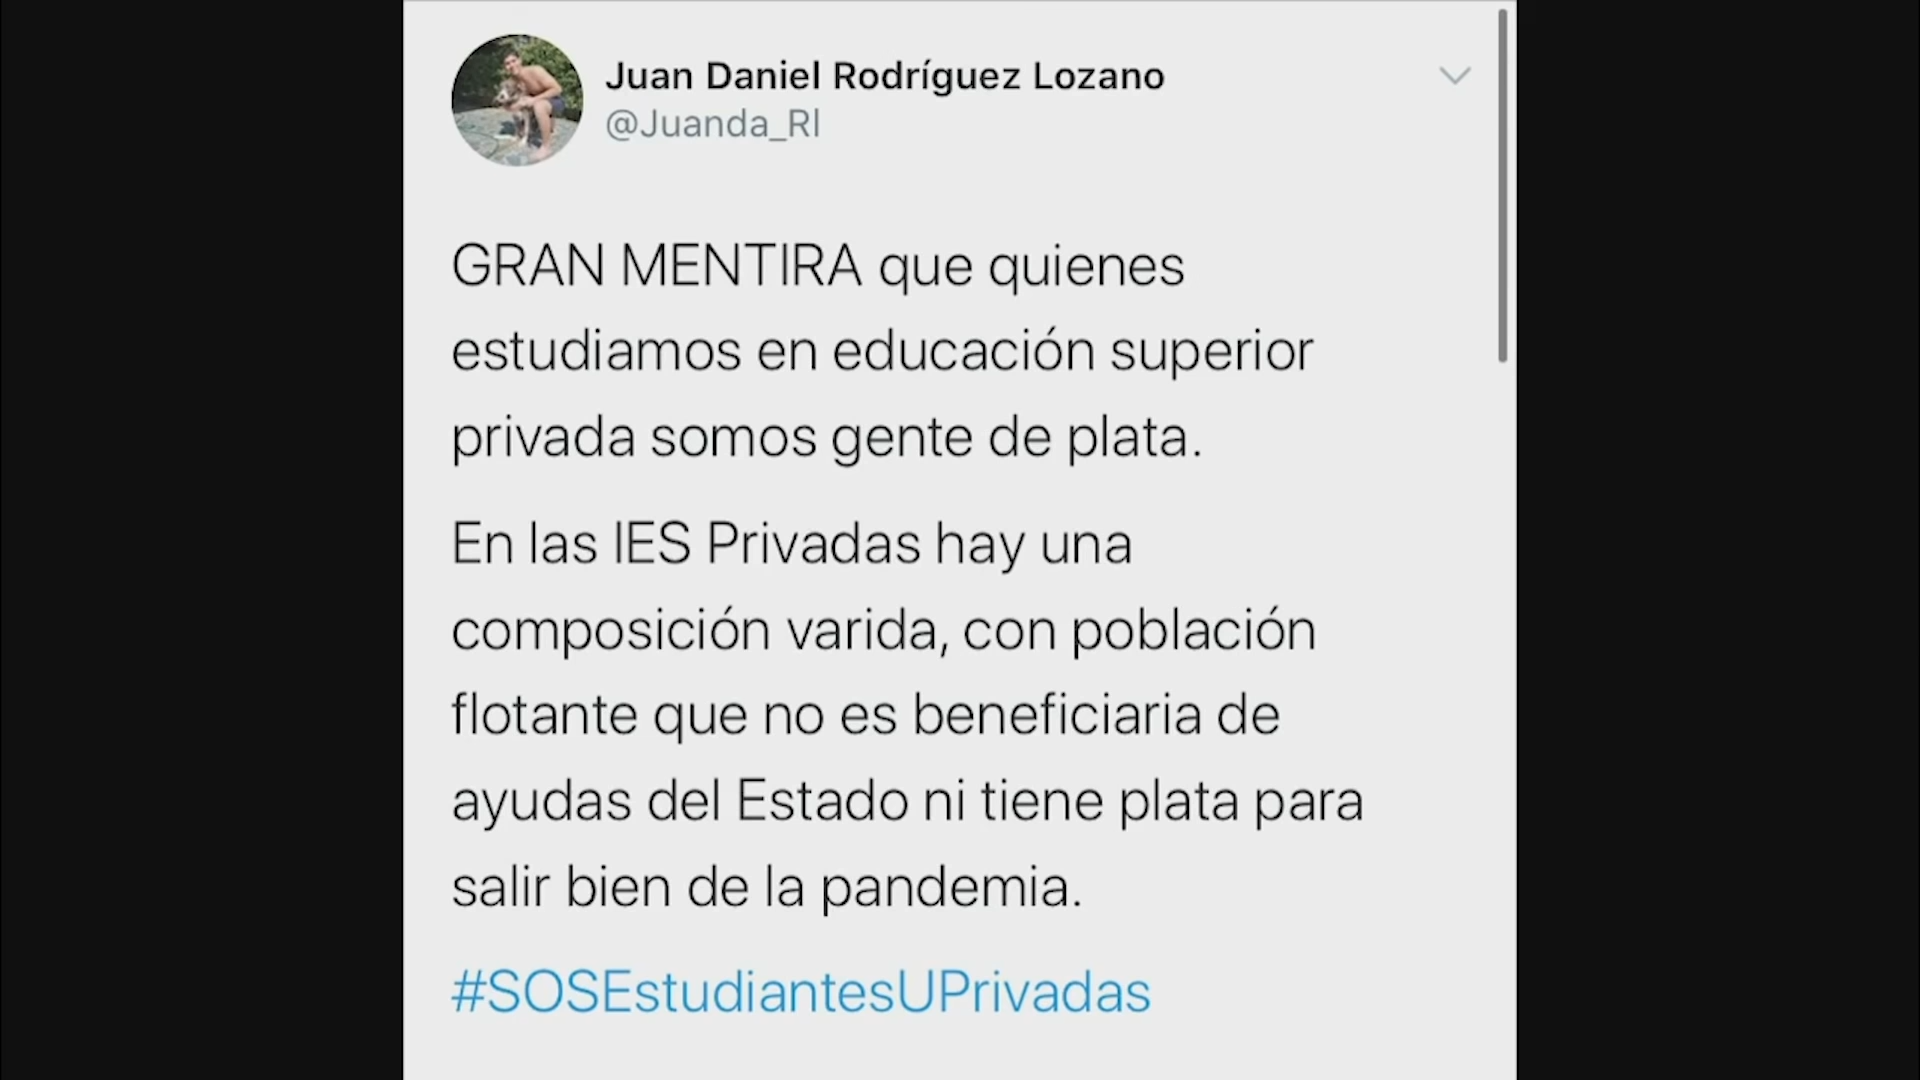 Juan Daniel Rodríguez Lozano
@Juanda_Rl
GRAN MENTIRA que quienes
estudiamos en educación superior
privada somos gente de plata.
En las IES Privadas hay una
composición varida, con población
flotante que no es beneficiaria de
ayudas del Estado ni tiene plata para
salir bien de la pandemia.
#SOSEstudiantesUPrivadas